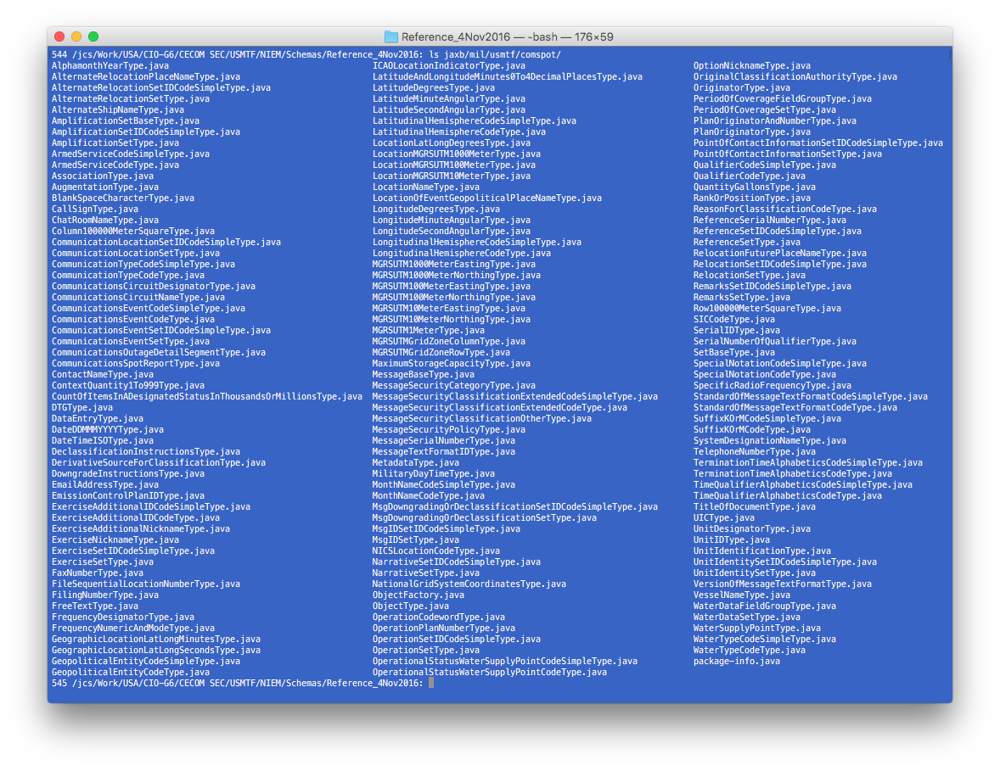 Reference_4Nov2016 — -bash — 176×59
544 /jcs/Work/USA/CIO-G6/CECOM SEC/USMTF/NIEM/Schemas/Reference_4Nov2016: ls jaxb/mil/usmtf/comspot/
AlphamonthYearType.java ICAOLocationIndicatorType.java OptionNicknameType.java
AlternateRelocationPlaceNameType.java LatitudeAndLongitudeMinutes0To4DecimalPlacesType.java OriginalClassificationAuthorityType.java
AlternateRelocationSetIDCodeSimpleType.java LatitudeDegreesType.java OriginatorType.java
AlternateRelocationSetType.java LatitudeMinuteAngularType.java PeriodOfCoverageFieldGroupType.java
AlternateShipNameType.java LatitudeSecondAngularType.java PeriodOfCoverageSetType.java
AmplificationSetBaseType.java LatitudinalHemisphereCodeSimpleType.java PlanOriginatorAndNumberType.java
AmplificationSetIDCodeSimpleType.java LatitudinalHemisphereCodeType.java PlanOriginatorType.java
AmplificationSetType.java LocationLatLongDegreesType.java PointOfContactInformationSetIDCodeSimpleType.java
ArmedServiceCodeSimpleType.java LocationMGRSUTM1000MeterType.java PointOfContactInformationSetType.java
ArmedServiceCodeType.java LocationMGRSUTM100MeterType.java QualifierCodeSimpleType.java
AssociationType.java LocationMGRSUTM10MeterType.java QualifierCodeType.java
AugmentationType.java LocationNameType.java QuantityGallonsType.java
BlankSpaceCharacterType.java LocationOfEventGeopoliticalPlaceNameType.java RankOrPositionType.java
CallSignType.java LongitudeDegreesType.java ReasonForClassificationCodeType.java
ChatRoomNameType.java LongitudeMinuteAngularType.java ReferenceSerialNumberType.java
Column100000MeterSquareType.java LongitudeSecondAngularType.java ReferenceSetIDCodeSimpleType.java
CommunicationLocationSetIDCodeSimpleType.java LongitudinalHemisphereCodeSimpleType.java ReferenceSetType.java
CommunicationLocationSetType.java LongitudinalHemisphereCodeType.java RelocationFuturePlaceNameType.java
CommunicationTypeCodeSimpleType.java MGRSUTM1000MeterEastingType.java RelocationSetIDCodeSimpleType.java
CommunicationTypeCodeType.java MGRSUTM1000MeterNorthingType.java RelocationSetType.java
CommunicationsCircuitDesignatorType.java MGRSUTM100MeterEastingType.java RemarksSetIDCodeSimpleType.java
CommunicationsCircuitNameType.java MGRSUTM100MeterNorthingType.java RemarksSetType.java
CommunicationsEventCodeSimpleType.java MGRSUTM10MeterEastingType.java Row100000MeterSquareType.java
CommunicationsEventCodeType.java MGRSUTM10MeterNorthingType.java SICCodeType.java
CommunicationsEventSetIDCodeSimpleType.java MGRSUTM1MeterType.java SerialIDType.java
CommunicationsEventSetType.java MGRSUTMGridZoneColumnType.java SerialNumberOfQualifierType.java
CommunicationsOutageDetailSegmentType.java MGRSUTMGridZoneRowType.java SetBaseType.java
CommunicationsSpotReportType.java MaximumStorageCapacityType.java SpecialNotationCodeSimpleType.java
ContactNameType.java MessageBaseType.java SpecialNotationCodeType.java
ContextQuantity1To999Type.java MessageSecurityCategoryType.java SpecificRadioFrequencyType.java
CountOfItemsInADesignatedStatusInThousandsOrMillionsType.java MessageSecurityClassificationExtendedCodeSimpleType.java StandardOfMessageTextFormatCodeSimpleType.java
DTGType.java MessageSecurityClassificationExtendedCodeType.java StandardOfMessageTextFormatCodeType.java
DataEntryType.java MessageSecurityClassificationOtherType.java SuffixKOrMCodeSimpleType.java
DateDDMMMYYYYType.java MessageSecurityPolicyType.java SuffixKOrMCodeType.java
DateTimeISOType.java MessageSerialNumberType.java SystemDesignationNameType.java
DeclassificationInstructionsType.java MessageTextFormatIDType.java TelephoneNumberType.java
DerivativeSourceForClassificationType.java MetadataType.java TerminationTimeAlphabeticsCodeSimpleType.java
DowngradeInstructionsType.java MilitaryDayTimeType.java TerminationTimeAlphabeticsCodeType.java
EmailAddressType.java MonthNameCodeSimpleType.java TimeQualifierAlphabeticsCodeSimpleType.java
EmissionControlPlanIDType.java MonthNameCodeType.java TimeQualifierAlphabeticsCodeType.java
ExerciseAdditionalIDCodeSimpleType.java MsgDowngradingOrDeclassificationSetIDCodeSimpleType.java TitleOfDocumentType.java
ExerciseAdditionalIDCodeType.java MsgDowngradingOrDeclassificationSetType.java UICType.java
ExerciseAdditionalNicknameType.java MsgIDSetIDCodeSimpleType.java UnitDesignatorType.java
ExerciseNicknameType.java MsgIDSetType.java UnitIDType.java
ExerciseSetIDCodeSimpleType.java NICSLocationCodeType.java UnitIdentificationType.java
ExerciseSetType.java NarrativeSetIDCodeSimpleType.java UnitIdentitySetIDCodeSimpleType.java
FaxNumberType.java NarrativeSetType.java UnitIdentitySetType.java
FileSequentialLocationNumberType.java NationalGridSystemCoordinatesType.java VersionOfMessageTextFormatType.java
FilingNumberType.java ObjectFactory.java VesselNameType.java
FreeTextType.java ObjectType.java WaterDataFieldGroupType.java
FrequencyDesignatorType.java OperationCodewordType.java WaterDataSetType.java
FrequencyNumericAndModeType.java OperationPlanNumberType.java WaterSupplyPointType.java
GeographicLocationLatLongMinutesType.java OperationSetIDCodeSimpleType.java WaterTypeCodeSimpleType.java
GeographicLocationLatLongSecondsType.java OperationSetType.java WaterTypeCodeType.java
GeopoliticalEntityCodeSimpleType.java OperationalStatusWaterSupplyPointCodeSimpleType.java package-info.java
GeopoliticalEntityCodeType.java OperationalStatusWaterSupplyPointCodeType.java
545 /jcs/Work/USA/CIO-G6/CECOM SEC/USMTF/NIEM/Schemas/Reference_4Nov2016: